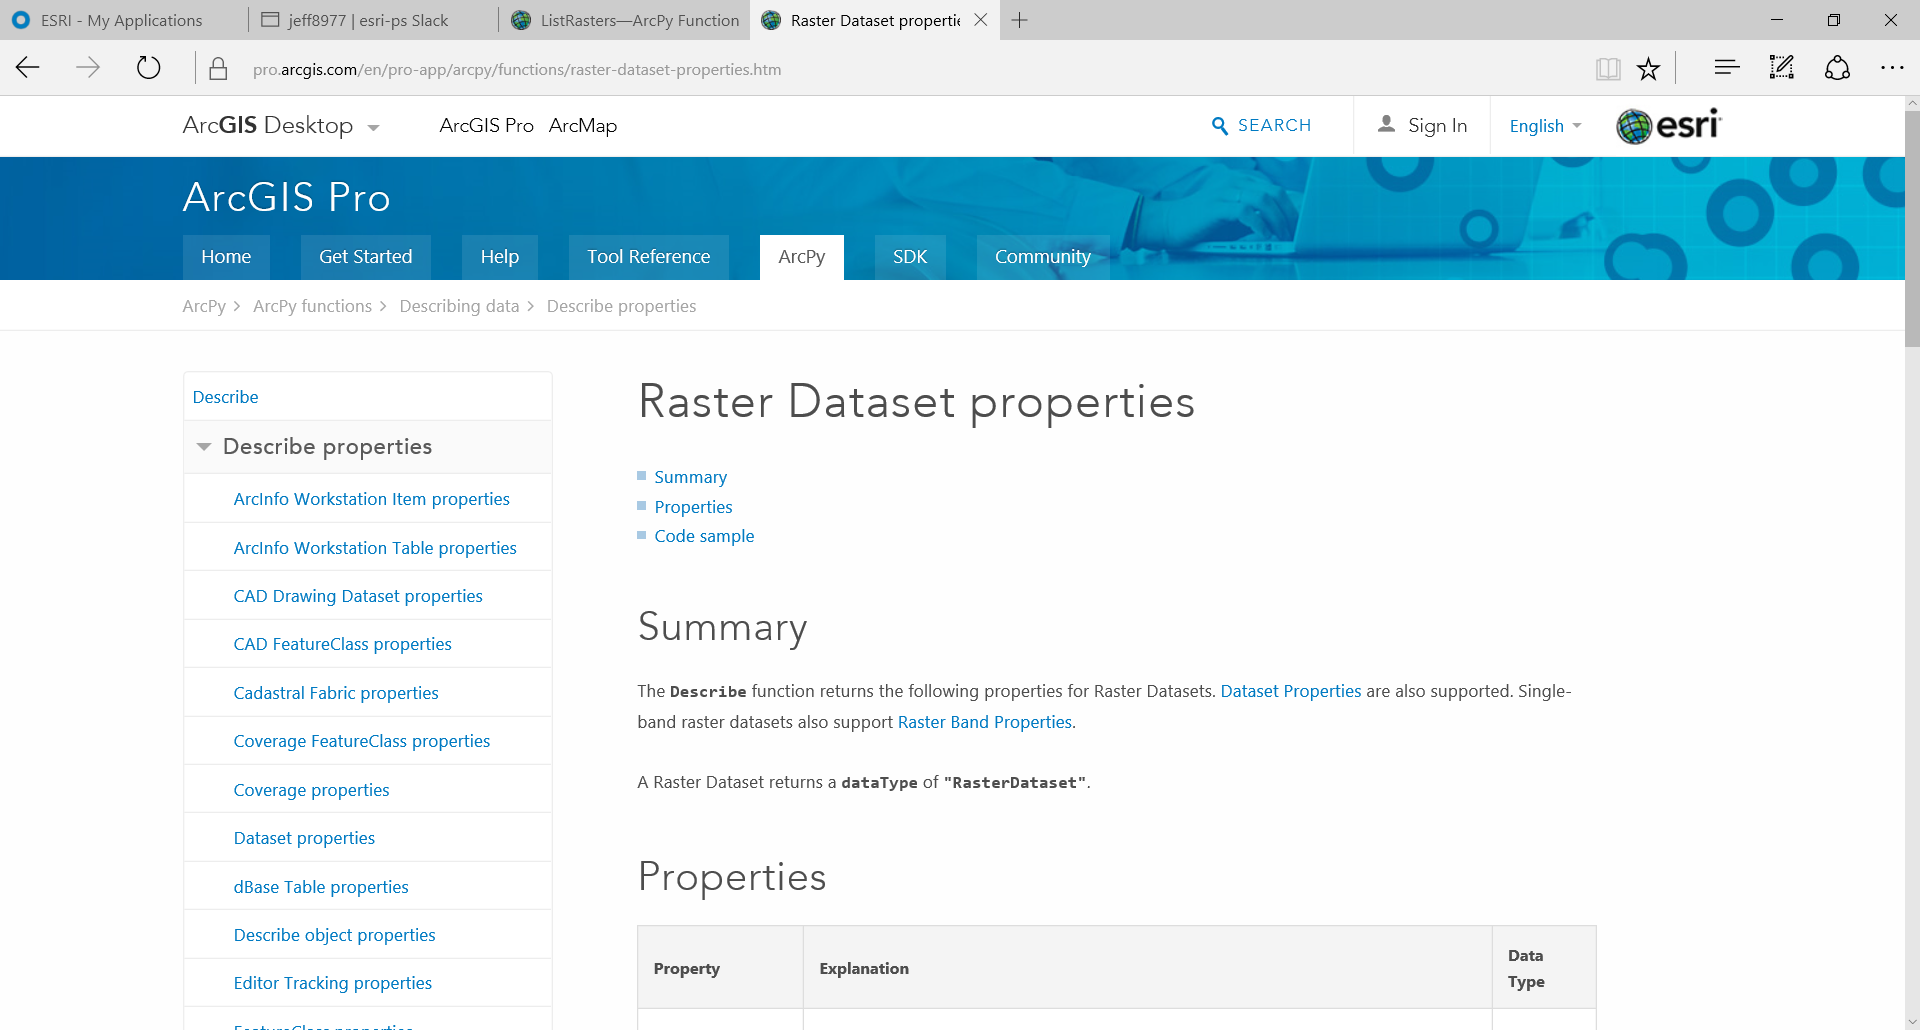 ESRI - My Applications
jeff8977 | esri-ps Slack
ListRasters—ArcPy Function
Raster Dataset properti
pro.arcgis.com/en/pro-app/arcpy/functions/raster-dataset-properties.htm
ArcGIS Desktop
ArcGIS Pro ArcMap
SEARCH
Sign In
English
esri
ArcGIS Pro
Home Get Started Help Tool Reference ArcPy SDK Community
ArcPy > ArcPy functions > Describing data > Describe properties
Describe
Describe properties
ArcInfo Workstation Item properties
ArcInfo Workstation Table properties
CAD Drawing Dataset properties
CAD FeatureClass properties
Cadastral Fabric properties
Coverage FeatureClass properties
Coverage properties
Dataset properties
dBase Table properties
Describe object properties
Editor Tracking properties
FeatureClass properties
Raster Dataset properties
Summary
Properties
Code sample
Summary
The Describe function returns the following properties for Raster Datasets. Dataset Properties are also supported. Single-
band raster datasets also support Raster Band Properties.
A Raster Dataset returns a dataType of "RasterDataset".
Properties
Property
Explanation
Data
Type